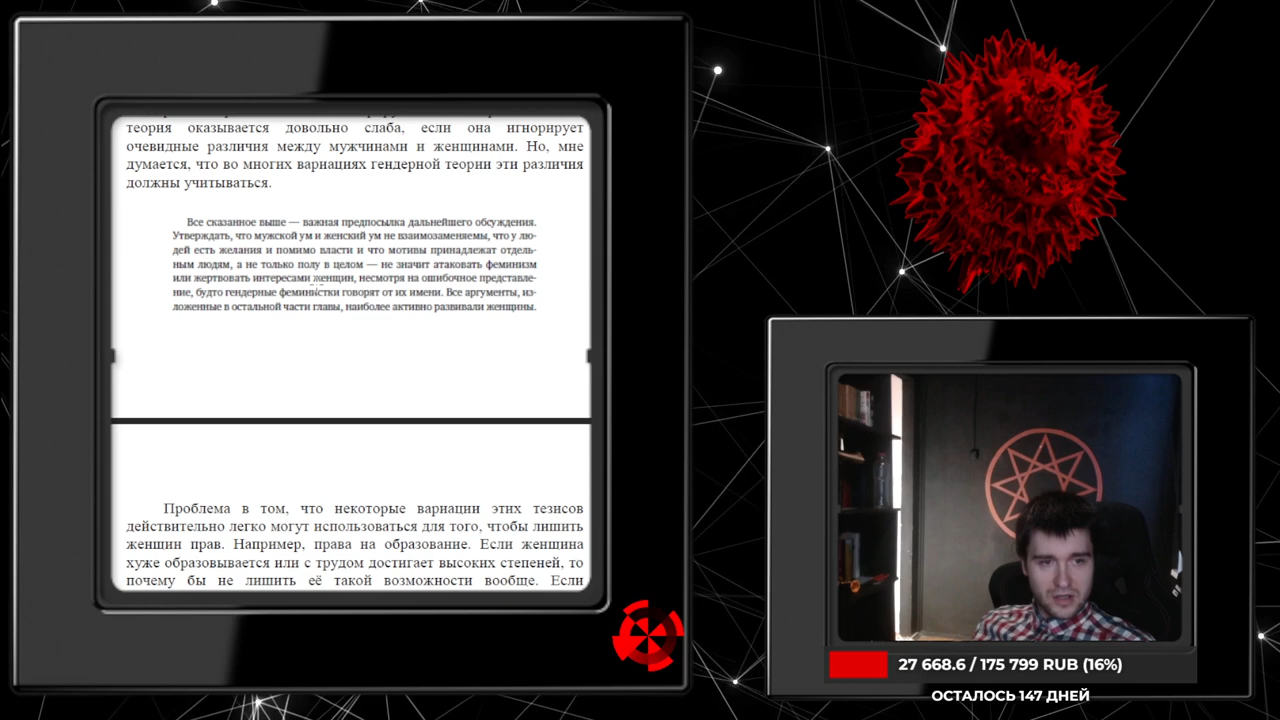 теория оказывается довольно слаба, если она игнорирует
очевидные различия между мужчинами и женщинами. Но, мне
думается, что во многих вариациях гендерной теории эти различия
должны учитываться.
Все сказанное выше — важная предпосылка дальнейшего обсуждения.
Утверждать, что мужской ум и женский ум не взаимозаменяемы, что у лю-
дей есть желания и помимо власти и что мотивы принадлежат отдель-
ным людям, а не только полу в целом — не значит атаковать феминизм
или жертвовать интересами женщин, несмотря на ошибочное представле-
ние, будто гендерные феминистки говорят от их имени. Все аргументы, из-
ложенные в остальной части главы, наиболее активно развивали женщины.
Проблема в том, что некоторые вариации этих тезисов
действительно легко могут использоваться для того, чтобы лишить
женщин прав. Например, права на образование. Если женщина
хуже образовывается или с трудом достигает высоких степеней, то
почему бы не лишить её такой возможности вообще. Если
27 668.6 / 175 799 RUB (16%)
ОСТАЛОСЬ 147 ДНЕЙ